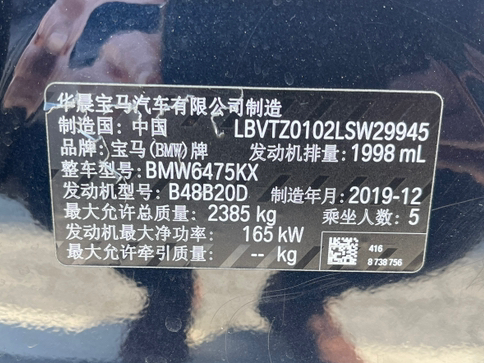 华晨宝马汽车有限公司制造
制造国: 中国 LBVTZ0102LSW29945
品牌: 宝马(BMW)牌 发动机排量: 1998 mL
整车型号: BMW6475KX
发动机型号: B48B20D 制造年月: 2019-12
最大允许总质量: 2385 kg 乘坐人数: 5
发动机最大净功率: 165 kW
最大允许牵引质量: -- kg
416
8 738 756